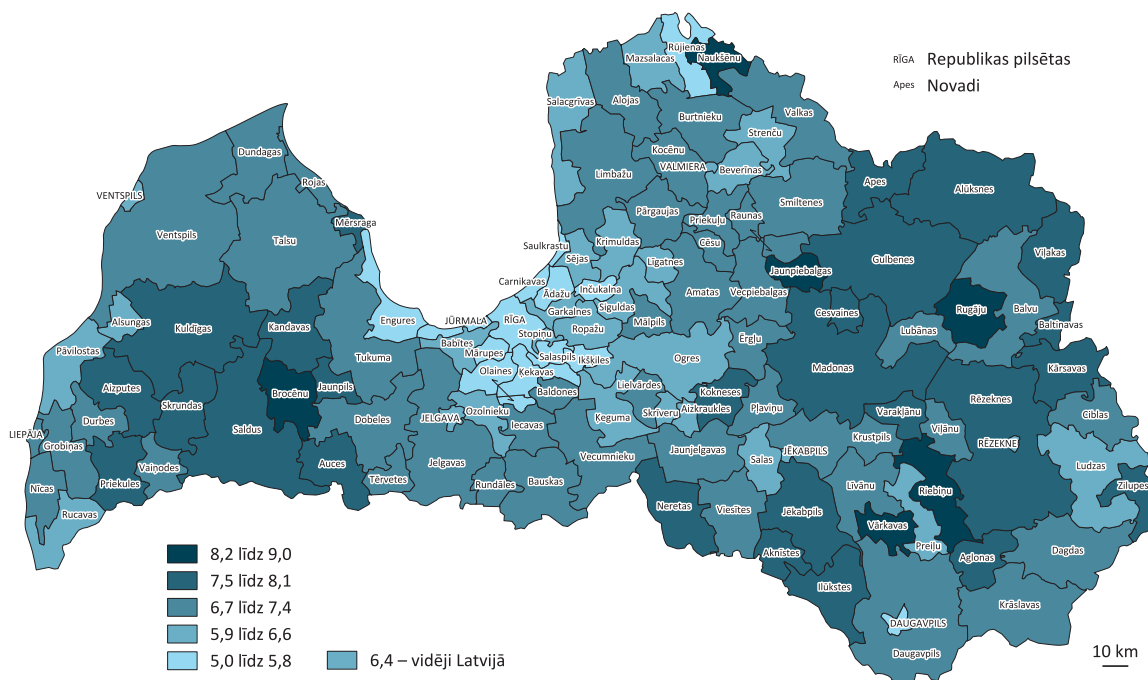 RĪGA Republikas pilsētas
Apes Novadi
Rūjienas
Naukšēnu
Mazsalacas
Salacgrīvas
Alojas
Burtnieku
Valkas
Strenču
Dundagas
Kocēnu
VALMIERA
Beverīnas
Limbažu
Rojas
VENTSPILS
Apes
Alūksnes
Smiltenes
Pārgaujas
Priekuļu
Raunas
Mērsraga
Ventspils
Talsu
Saulkrastu
Krimuldas
Cēsu
Sējas
Līgatnes
Jaunpiebalgas
Gulbenes
Viļakas
Carnikavas
Ādažu
Inčukalna
Amatas
Vecpiebalgas
Rugāju
Balvu
Siguldas
Garkalnes
Cesvaines
Baltinavas
Alsungas
Kuldīgas
Kandavas
Engures
JŪRMALA
RĪGA
Ropažu
Mālpils
Lubānas
Stopiņu
Ērgļu
Babītes
Pāvilostas
Mārupes
Salaspils
Ikšķiles
Ogres
Tukuma
Madonas
Kārsavas
Olaines
Ķekavas
Aizputes
Brocēnu
Jaunpils
Lielvārdes
Baldones
Kokneses
Rēzeknes
Skrundas
Ozolnieku
Skrīveru
Aizkraukles
Pļaviņu
Varakļānu
Ciblas
Durbes
Dobeles
JELGAVA
Ķeguma
Iecavas
Viļānu
LIEPĀJA
Saldus
Krustpils
RĒZEKNE
Grobiņas
Jaunjelgavas
JĒKABPILS
Vecumnieku
Salas
Auces
Jelgavas
Ludzas
Vaiņodes
Tērvetes
Rundāles
Bauskas
Līvānu
Zilupes
Nīcas
Priekules
Riebiņu
Neretas
Viesītes
Jēkabpils
Rucavas
Vārkavas
Preiļu
Aknīstes
Aglonas
Dagdas
Ilūkstes
Krāslavas
DAUGAVPILS
Daugavpils
8,2 līdz 9,0
7,5 līdz 8,1
6,7 līdz 7,4
5,9 līdz 6,6
5,0 līdz 5,8
6,4 – vidēji Latvijā
10 km